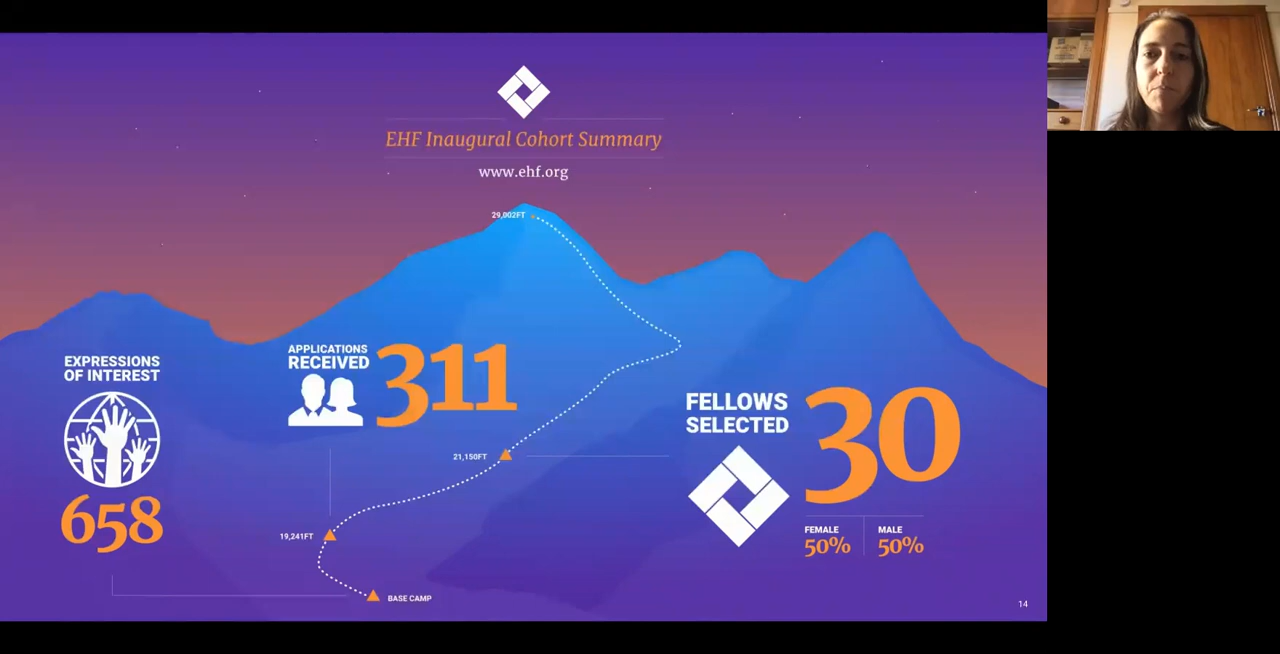 EHF Inaugural Cohort Summary
www.ehf.org
29,002FT
EXPRESSIONS
OF INTEREST
658
APPLICATIONS
RECEIVED
311
FELLOWS
SELECTED
30
FEMALE
50%
MALE
50%
21,150FT
19,241FT
BASE CAMP
14